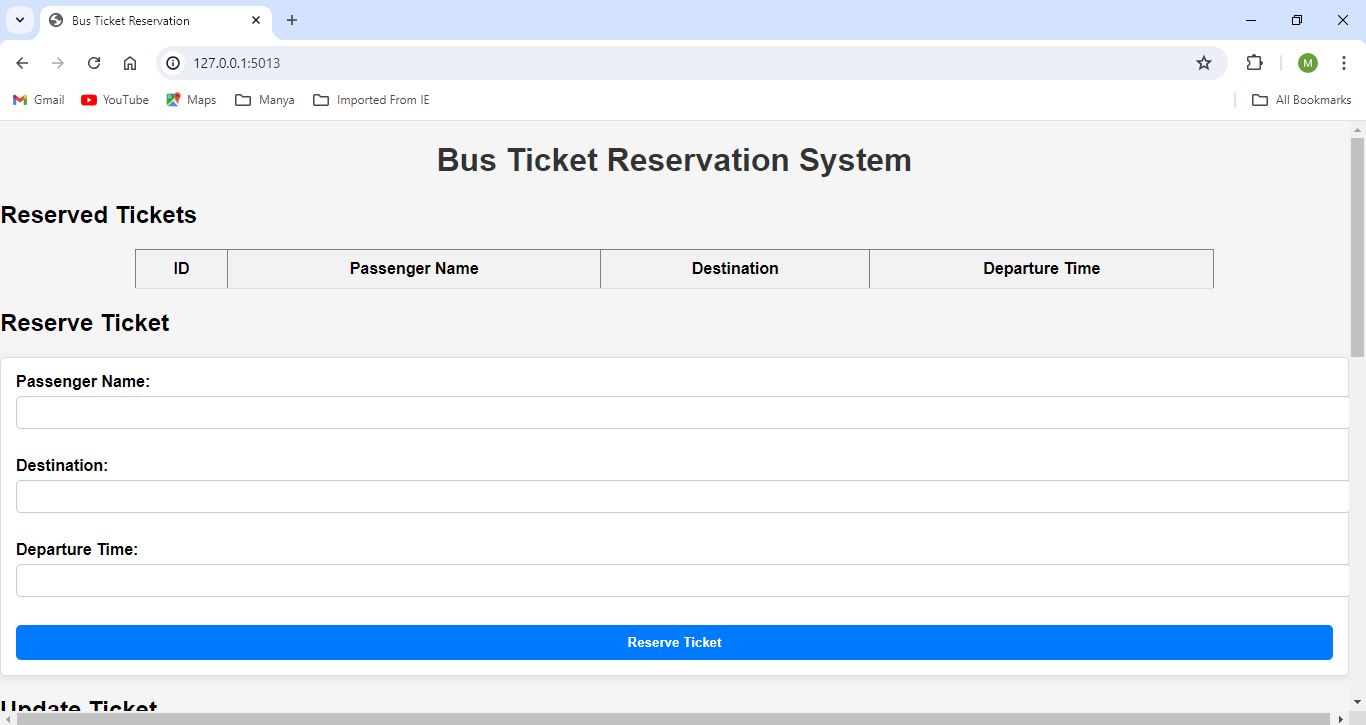 Bus Ticket Reservation
127.0.0.1:5013
M
Gmail YouTube Maps Manya Imported From IE All Bookmarks
Bus Ticket Reservation System
Reserved Tickets
ID Passenger Name Destination Departure Time
Reserve Ticket
Passenger Name:
Destination:
Departure Time:
Reserve Ticket
Update Ticket